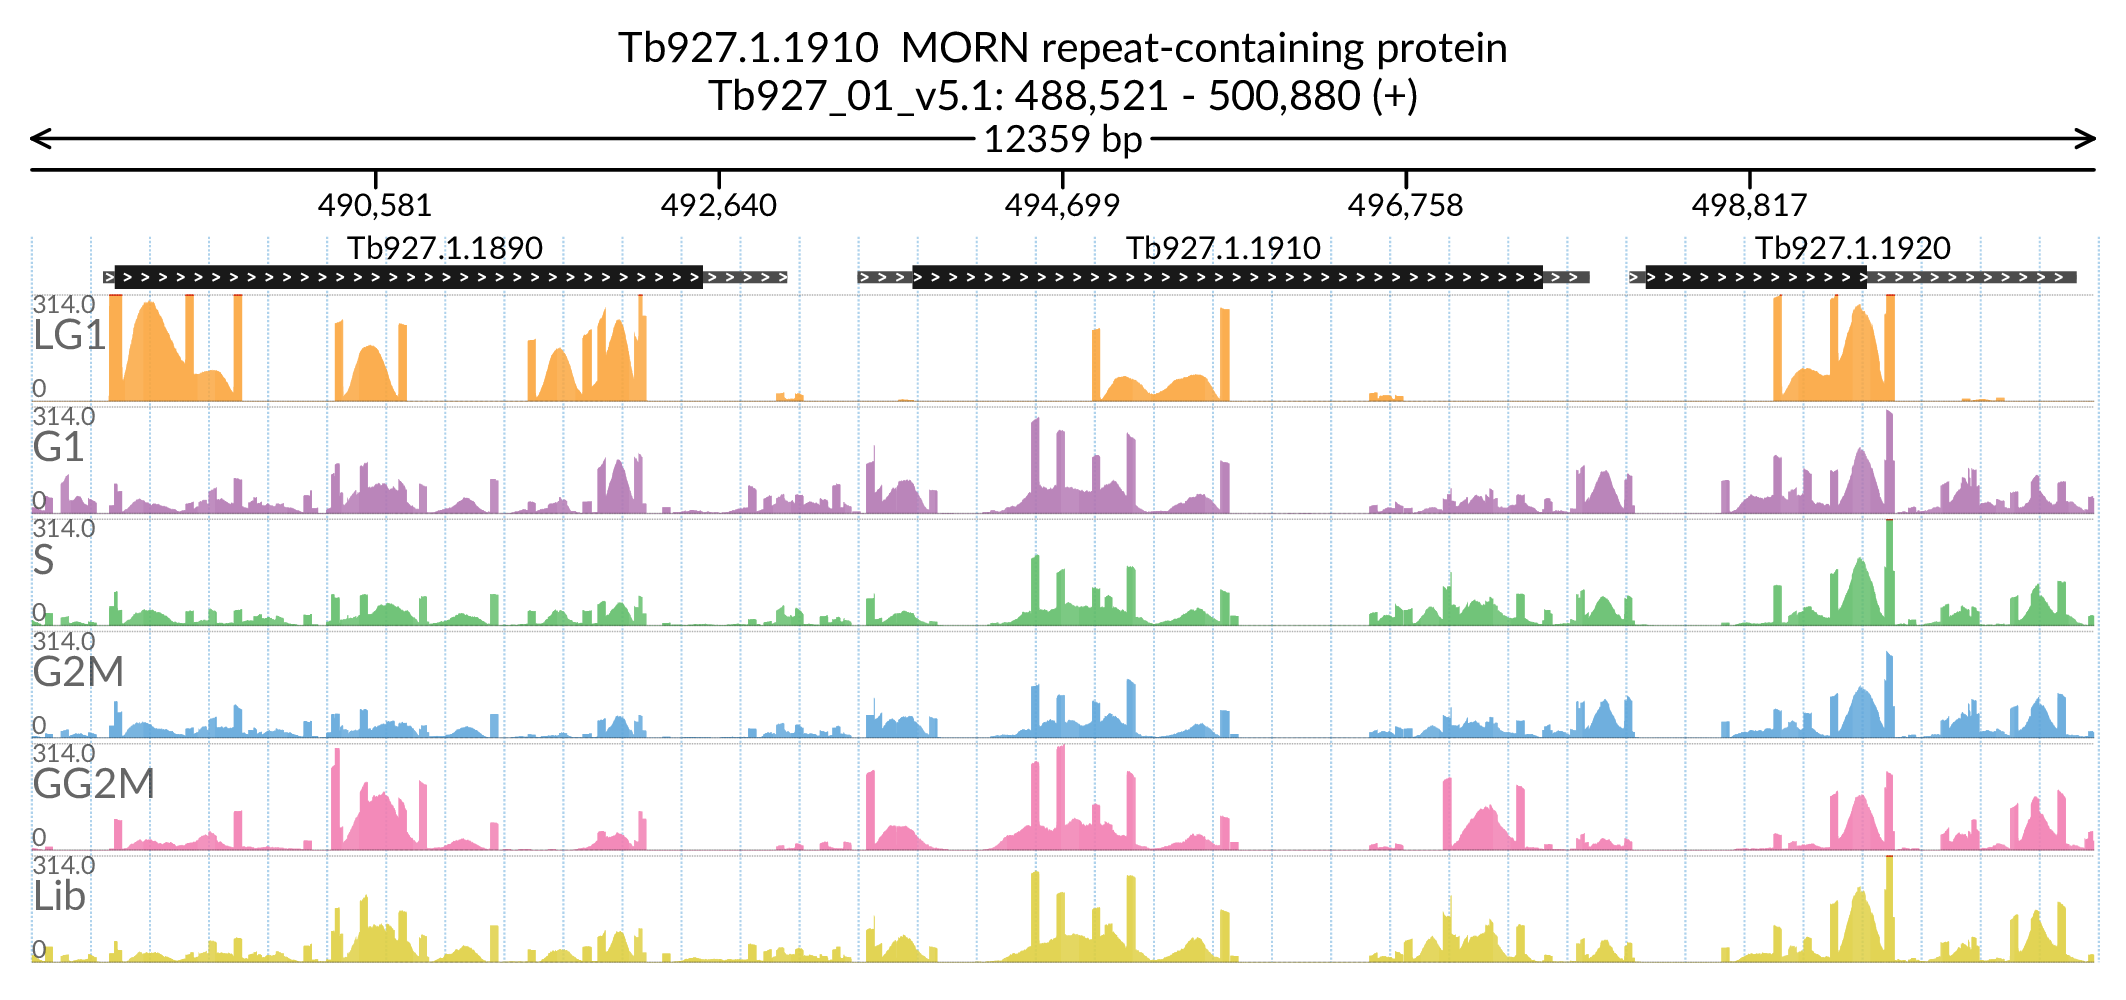 Tb927.1.1910  MORN repeat-containing protein
Tb927_01_v5.1: 488,521 - 500,880 (+)
12359 bp
490,581 492,640 494,699 496,758 498,817
Tb927.1.1890 Tb927.1.1910 Tb927.1.1920
314.0
LG1
0
314.0
G1
0
314.0
S
0
314.0
G2M
0
314.0
GG2M
0
314.0
Lib
0